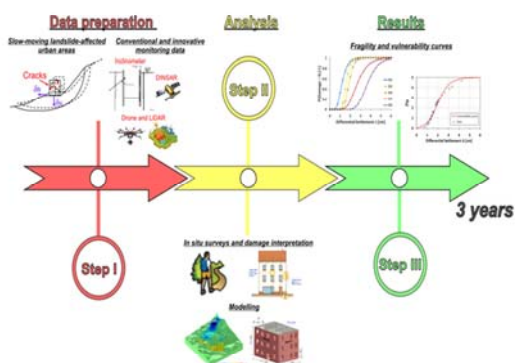 Data preparation
Analysis
Results
Slow-moving landslide-affected
urban areas
Conventional and innovative
monitoring data
Fragility and vulnerability curves
Cracks
Inclinometer
DInSAR
Drone and LiDAR
Step II
3 years
Step I
In situ surveys and damage interpretation
Step III
Modelling